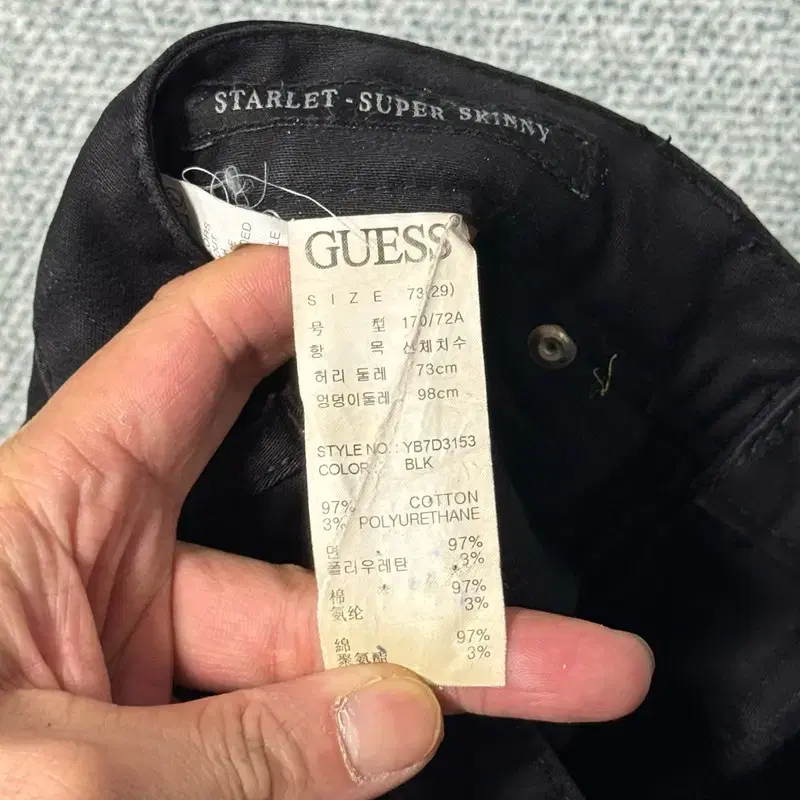 STARLET - SUPER SKINNY
GUESS
SIZE 73(29)
号 型 170/72A
항 목 신체치수
허리 둘레 73cm
엉덩이둘레 98cm
STYLE NO. : YB7D3153
COLOR : BLK
97% COTTON
3% POLYURETHANE
면 97%
폴리우레탄 3%
棉 97%
氨纶 3%
綿 97%
聚氨酯 3%